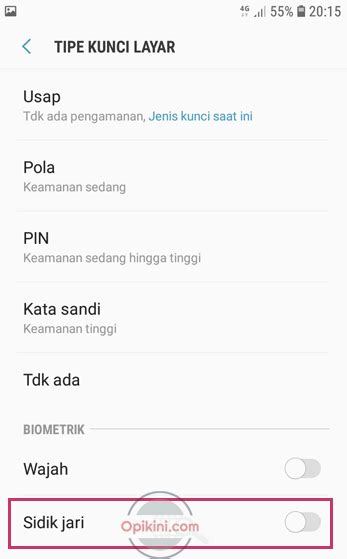 4G 55% 20:15
TIPE KUNCI LAYAR
Usap
Tdk ada pengamanan, Jenis kunci saat ini
Pola
Keamanan sedang
PIN
Keamanan sedang hingga tinggi
Kata sandi
Keamanan tinggi
Tdk ada
BIOMETRIK
Wajah
Sidik jari
Opikini.com